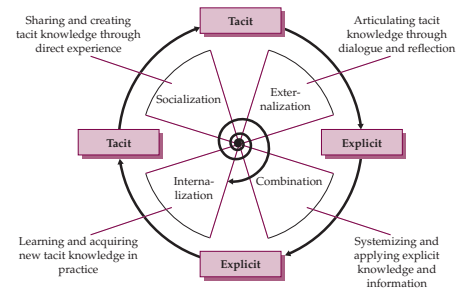 Sharing and creating
tacit knowledge through
direct experience
Tacit
Articulating tacit
knowledge through
dialogue and reflection
Socialization
Exter-
nalization
Tacit
Explicit
Interna-
lization
Combination
Learning and acquiring
new tacit knowledge in
practice
Explicit
Systemizing and
applying explicit
knowledge and
information